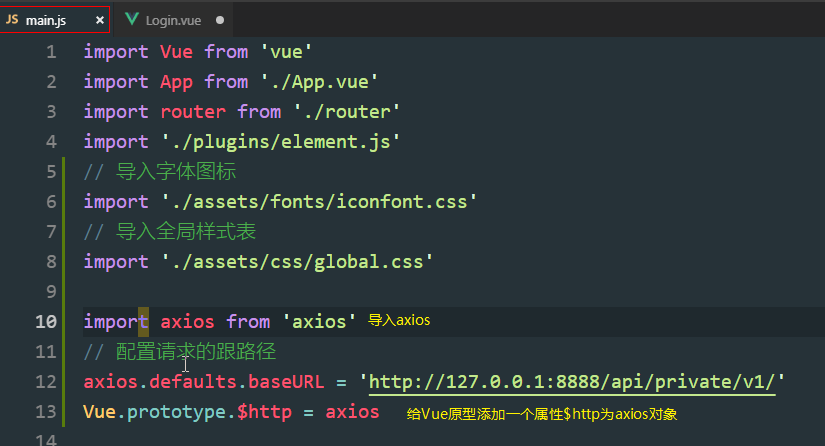 JS main.js × Login.vue ●
1 import Vue from 'vue'
2 import App from './App.vue'
3 import router from './router'
4 import './plugins/element.js'
5 // 导入字体图标
6 import './assets/fonts/iconfont.css'
7 // 导入全局样式表
8 import './assets/css/global.css'
9
10 import axios from 'axios' 导入axios
11 // 配置请求的跟路径
12 axios.defaults.baseURL = 'http://127.0.0.1:8888/api/private/v1/'
13 Vue.prototype.$http = axios 给Vue原型添加一个属性$http为axios对象
14